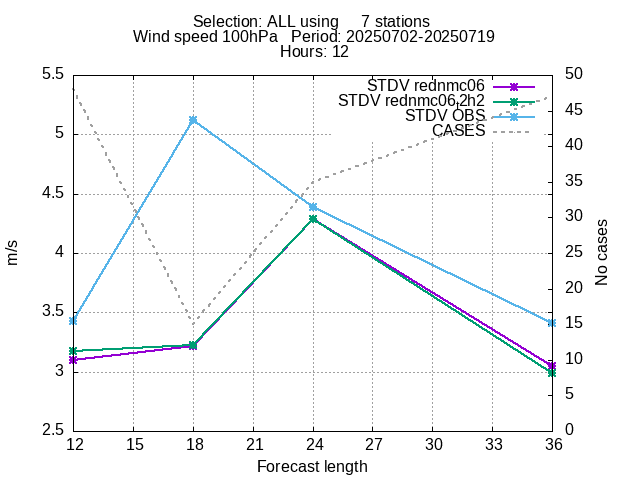 Selection: ALL using 7 stations
Wind speed 100hPa Period: 20250702-20250719
Hours: 12
STDV rednmc06
STDV rednmc06.2h2
STDV OBS
CASES
5.5
5
4.5
4
3.5
3
2.5
50
45
40
35
30
25
20
15
10
5
0
m/s
No cases
12 15 18 21 24 27 30 33 36
Forecast length